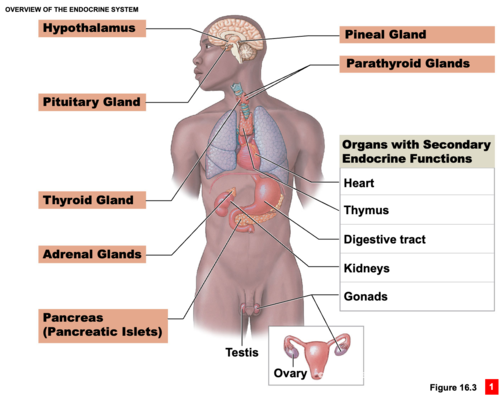 OVERVIEW OF THE ENDOCRINE SYSTEM
Hypothalamus
Pineal Gland
Parathyroid Glands
Pituitary Gland
Organs with Secondary
Endocrine Functions
Heart
Thyroid Gland
Thymus
Digestive tract
Adrenal Glands
Kidneys
Gonads
Pancreas
(Pancreatic Islets)
Testis
Ovary
Figure 16.3
1